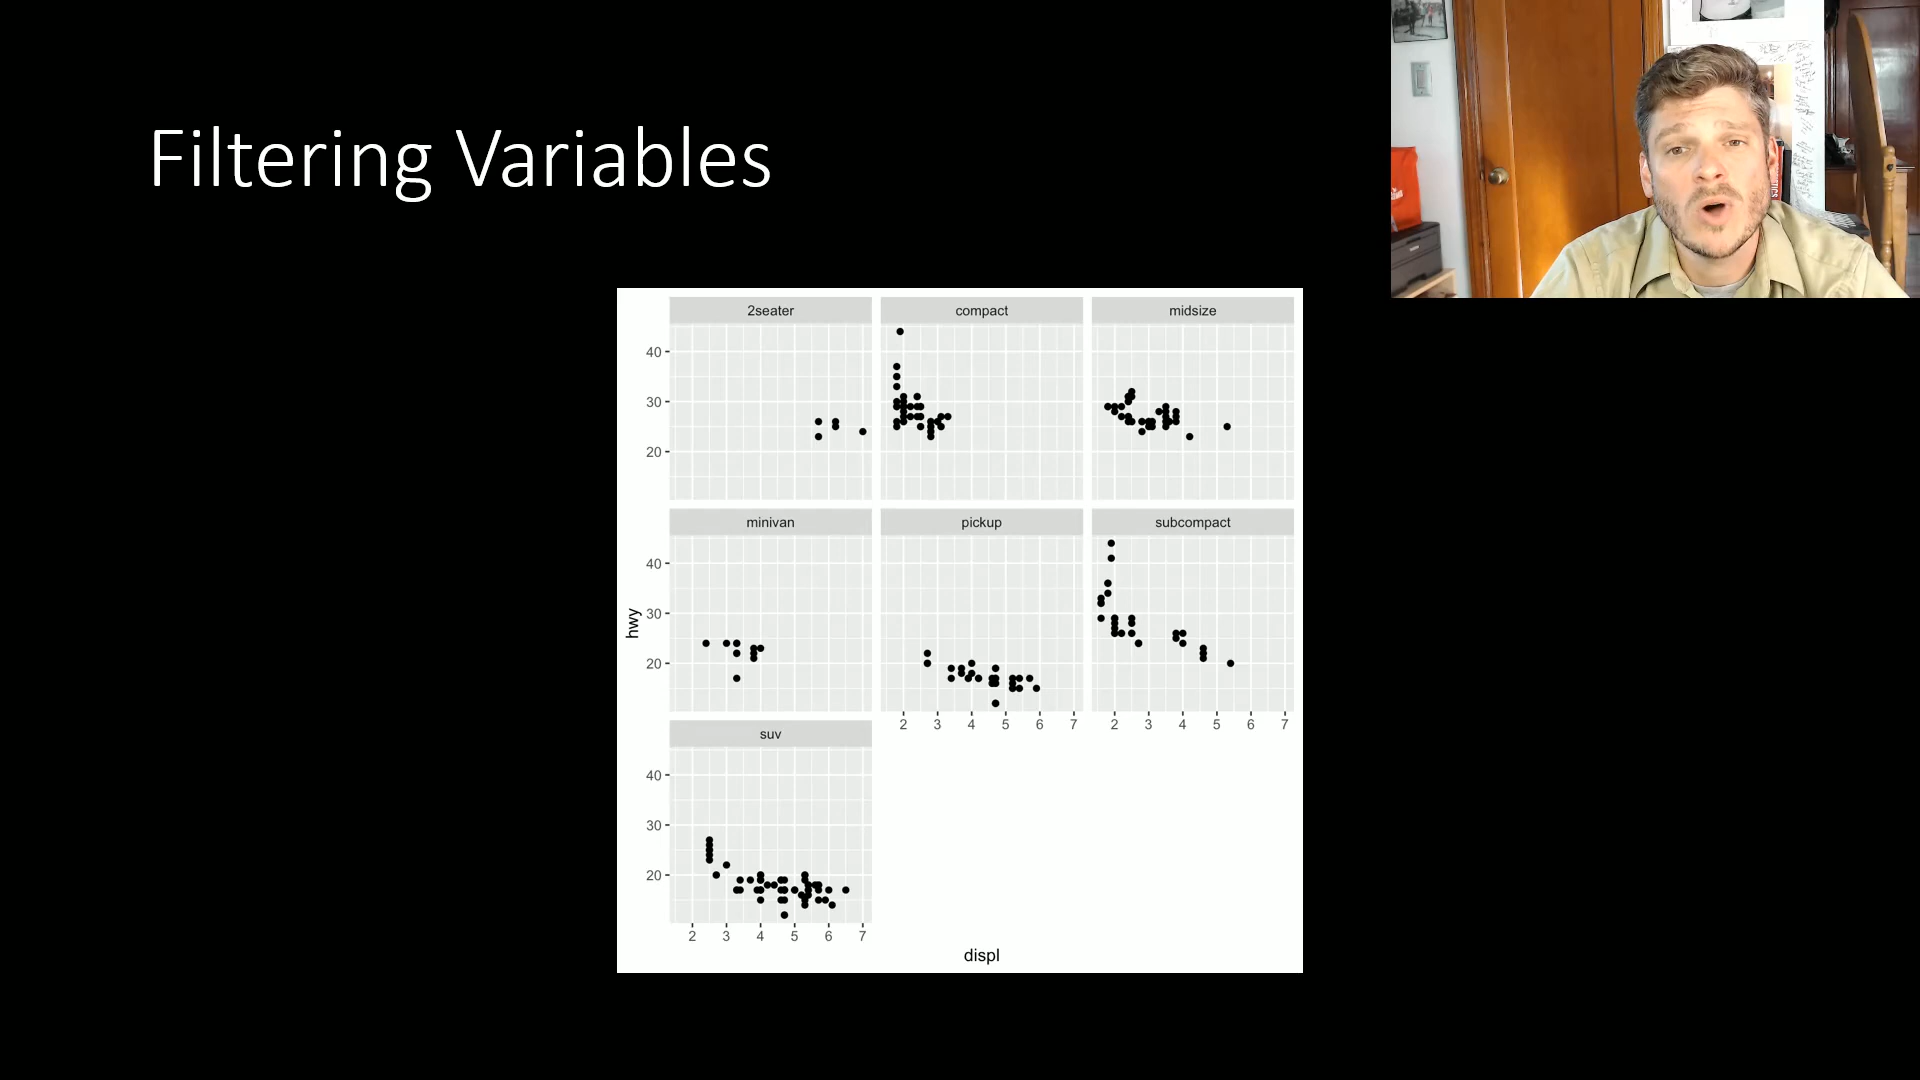 Filtering Variables
2seater compact midsize
40
30
20
minivan pickup subcompact
40
30
20
2 3 4 5 6 7 2 3 4 5 6 7
suv
40
30
20
2 3 4 5 6 7
hwy
displ